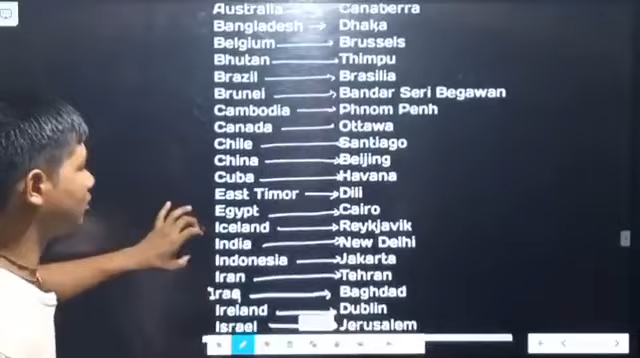 Australia → Canaberra
Bangladesh → Dhaka
Belgium → Brussels
Bhutan → Thimpu
Brazil → Brasilia
Brunei → Bandar Seri Begawan
Cambodia → Phnom Penh
Canada → Ottawa
Chile → Santiago
China → Beijing
Cuba → Havana
East Timor → Dili
Egypt → Cairo
Iceland → Reykjavik
India → New Delhi
Indonesia → Jakarta
Iran → Tehran
Iraq → Baghdad
Ireland → Dublin
Israel → Jerusalem